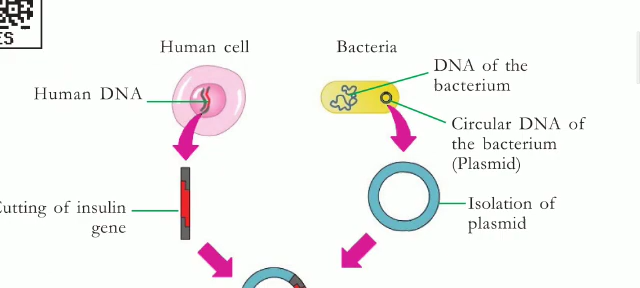 ES
Human cell
Bacteria
DNA of the
bacterium
Human DNA
Circular DNA of
the bacterium
(Plasmid)
of insulin
gene
Isolation of
plasmid